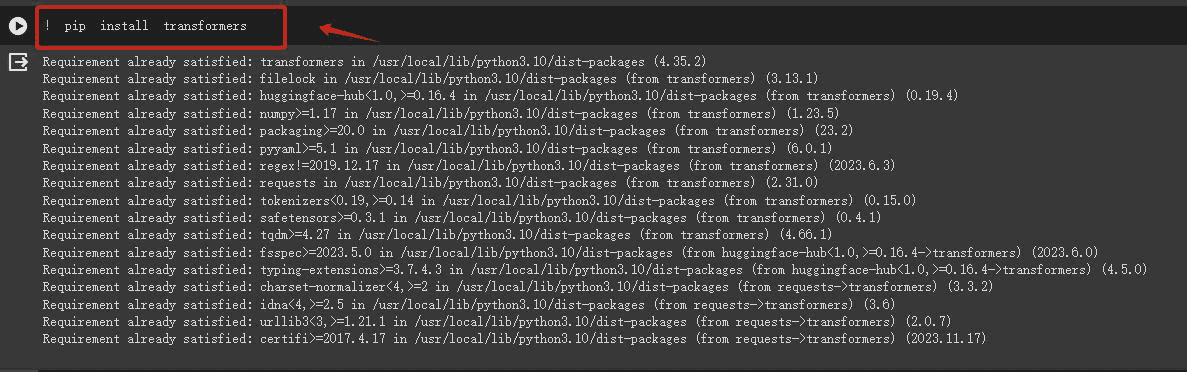 ! pip install transformers
Requirement already satisfied: transformers in /usr/local/lib/python3.10/dist-packages (4.35.2)
Requirement already satisfied: filelock in /usr/local/lib/python3.10/dist-packages (from transformers) (3.13.1)
Requirement already satisfied: huggingface-hub<1.0,>=0.16.4 in /usr/local/lib/python3.10/dist-packages (from transformers) (0.19.4)
Requirement already satisfied: numpy>=1.17 in /usr/local/lib/python3.10/dist-packages (from transformers) (1.23.5)
Requirement already satisfied: packaging>=20.0 in /usr/local/lib/python3.10/dist-packages (from transformers) (23.2)
Requirement already satisfied: pyyaml>=5.1 in /usr/local/lib/python3.10/dist-packages (from transformers) (6.0.1)
Requirement already satisfied: regex!=2019.12.17 in /usr/local/lib/python3.10/dist-packages (from transformers) (2023.6.3)
Requirement already satisfied: requests in /usr/local/lib/python3.10/dist-packages (from transformers) (2.31.0)
Requirement already satisfied: tokenizers<0.19,>=0.14 in /usr/local/lib/python3.10/dist-packages (from transformers) (0.15.0)
Requirement already satisfied: safetensors>=0.3.1 in /usr/local/lib/python3.10/dist-packages (from transformers) (0.4.1)
Requirement already satisfied: tqdm>=4.27 in /usr/local/lib/python3.10/dist-packages (from transformers) (4.66.1)
Requirement already satisfied: fsspec>=2023.5.0 in /usr/local/lib/python3.10/dist-packages (from huggingface-hub<1.0,>=0.16.4->transformers) (2023.6.0)
Requirement already satisfied: typing-extensions>=3.7.4.3 in /usr/local/lib/python3.10/dist-packages (from huggingface-hub<1.0,>=0.16.4->transformers) (4.5.0)
Requirement already satisfied: charset-normalizer<4,>=2 in /usr/local/lib/python3.10/dist-packages (from requests->transformers) (3.3.2)
Requirement already satisfied: idna<4,>=2.5 in /usr/local/lib/python3.10/dist-packages (from requests->transformers) (3.6)
Requirement already satisfied: urllib3<3,>=1.21.1 in /usr/local/lib/python3.10/dist-packages (from requests->transformers) (2.0.7)
Requirement already satisfied: certifi>=2017.4.17 in /usr/local/lib/python3.10/dist-packages (from requests->transformers) (2023.11.17)